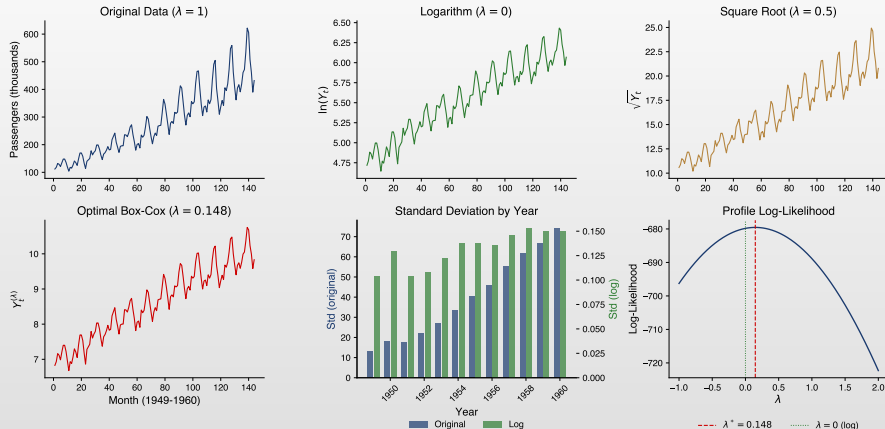 Original Data (λ = 1)
Passengers (thousands)
600
500
400
300
200
100
0 20 40 60 80 100 120 140
Logarithm (λ = 0)
ln(Yₜ)
6.50
6.25
6.00
5.75
5.50
5.25
5.00
4.75
0 20 40 60 80 100 120 140
Square Root (λ = 0.5)
√Yₜ
25.0
22.5
20.0
17.5
15.0
12.5
10.0
0 20 40 60 80 100 120 140
Optimal Box-Cox (λ = 0.148)
Yₜ⁽λ⁾
10
9
8
7
0 20 40 60 80 100 120 140
Month (1949-1960)
Standard Deviation by Year
Std (original)
70
60
50
40
30
20
10
0
Std (log)
0.150
0.125
0.100
0.075
0.050
0.025
0.000
1950 1952 1954 1956 1958 1960
Year
Original Log
Profile Log-Likelihood
Log-Likelihood
−680
−690
−700
−710
−720
−1.0 −0.5 0.0 0.5 1.0 1.5 2.0
λ
λ* = 0.148 λ = 0 (log)